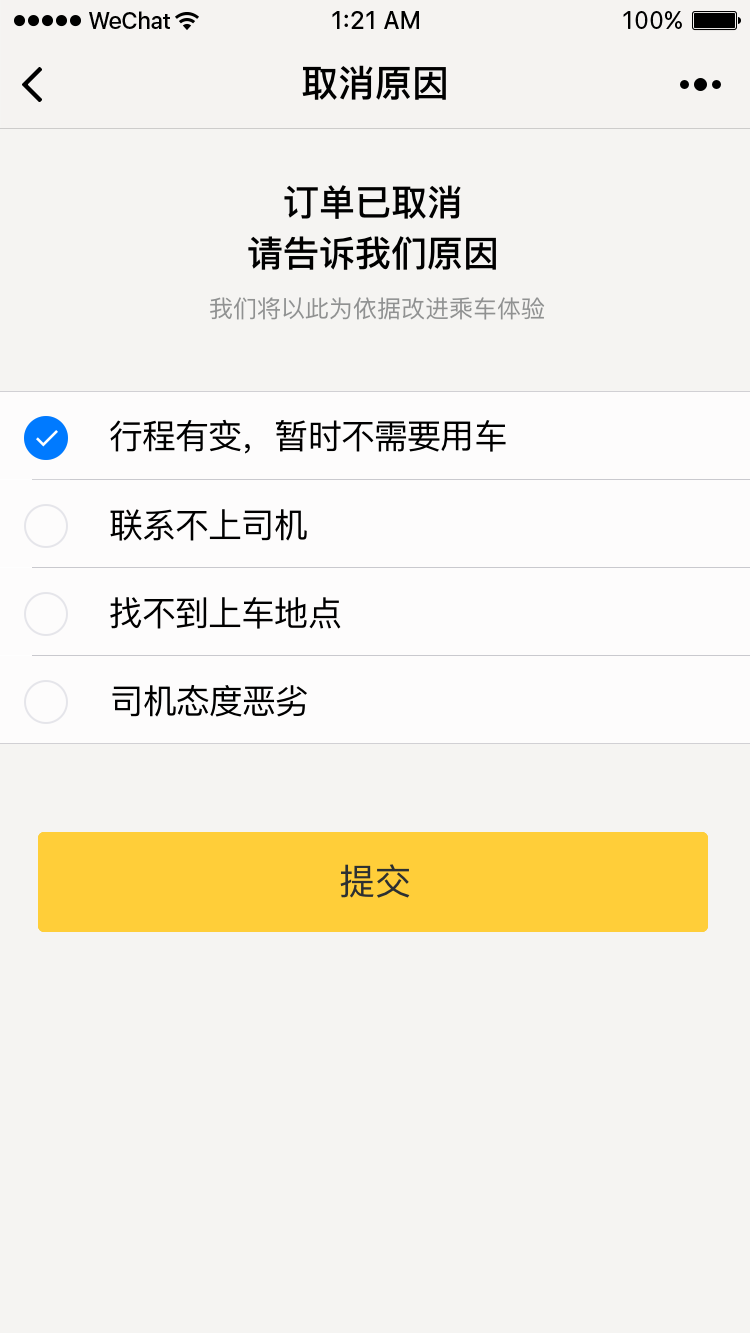 WeChat 1:21 AM 100%
取消原因
订单已取消
请告诉我们原因
我们将以此为依据改进乘车体验
行程有变，暂时不需要用车
联系不上司机
找不到上车地点
司机态度恶劣
提交